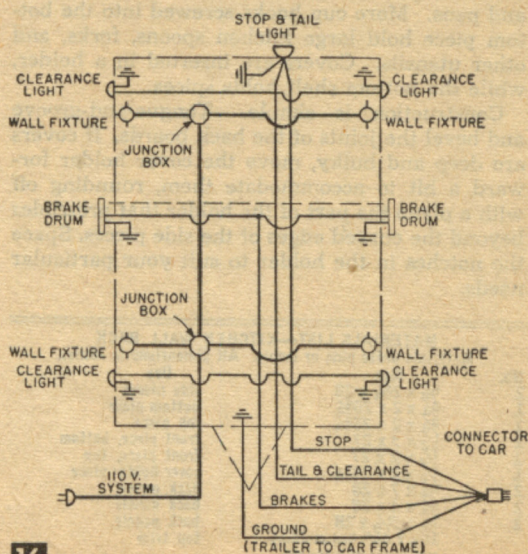 STOP & TAIL
LIGHT
CLEARANCE
LIGHT
CLEARANCE
LIGHT
WALL FIXTURE
WALL FIXTURE
JUNCTION
BOX
BRAKE
DRUM
BRAKE
DRUM
JUNCTION
BOX
WALL FIXTURE
WALL FIXTURE
CLEARANCE
LIGHT
CLEARANCE
LIGHT
STOP
CONNECTOR
TO CAR
TAIL & CLEARANCE
110 V.
SYSTEM
BRAKES
GROUND
(TRAILER TO CAR FRAME)